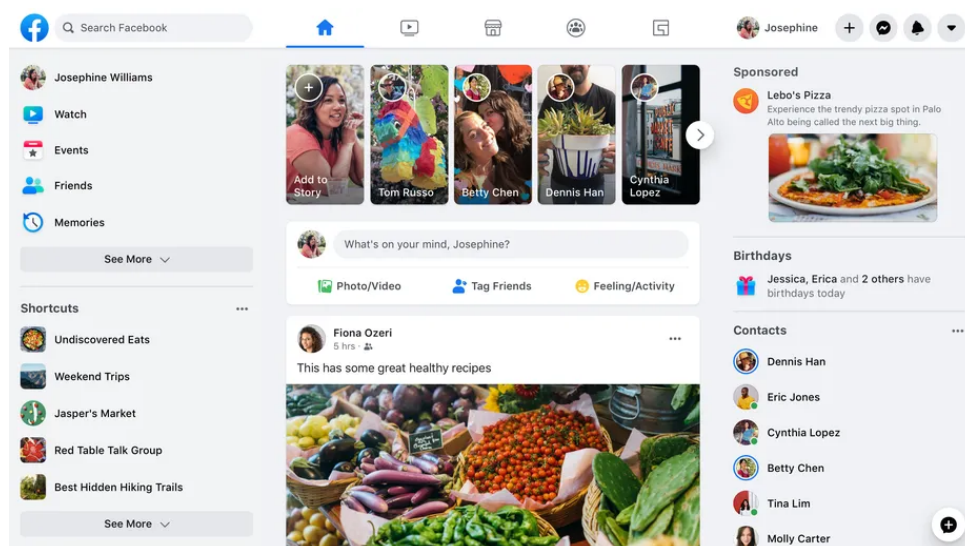 Search Facebook
Josephine
Josephine Williams
Watch
Events
Friends
Memories
See More
Shortcuts
Undiscovered Eats
Weekend Trips
Jasper's Market
Red Table Talk Group
Best Hidden Hiking Trails
See More
Add to
Story
Tom Russo
Betty Chen
Dennis Han
Cynthia
Lopez
What's on your mind, Josephine?
Photo/Video
Tag Friends
Feeling/Activity
Fiona Ozeri
5 hrs ·
This has some great healthy recipes
Sponsored
Lebo's Pizza
Experience the trendy pizza spot in Palo
Alto being called the next big thing.
Birthdays
Jessica, Erica and 2 others have
birthdays today
Contacts
Dennis Han
Eric Jones
Cynthia Lopez
Betty Chen
Tina Lim
Molly Carter